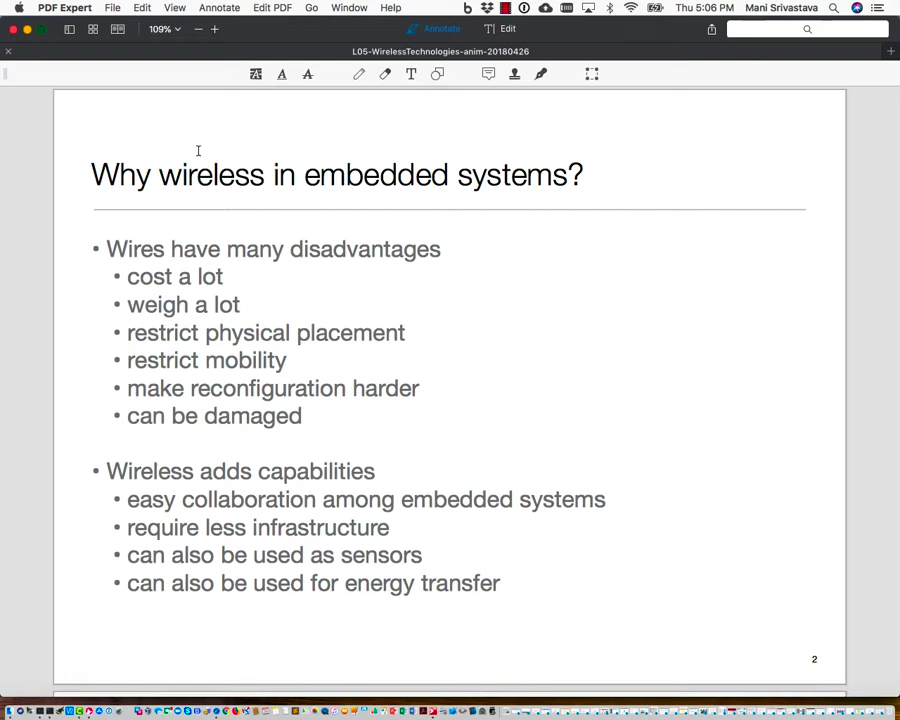 PDF Expert File Edit View Annotate Edit PDF Go Window Help Thu 5:06 PM Mani Srivastava
109% Annotate Edit
L05-WirelessTechnologies-anim-20180426
Why wireless in embedded systems?
• Wires have many disadvantages
• cost a lot
• weigh a lot
• restrict physical placement
• restrict mobility
• make reconfiguration harder
• can be damaged
• Wireless adds capabilities
• easy collaboration among embedded systems
• require less infrastructure
• can also be used as sensors
• can also be used for energy transfer
2